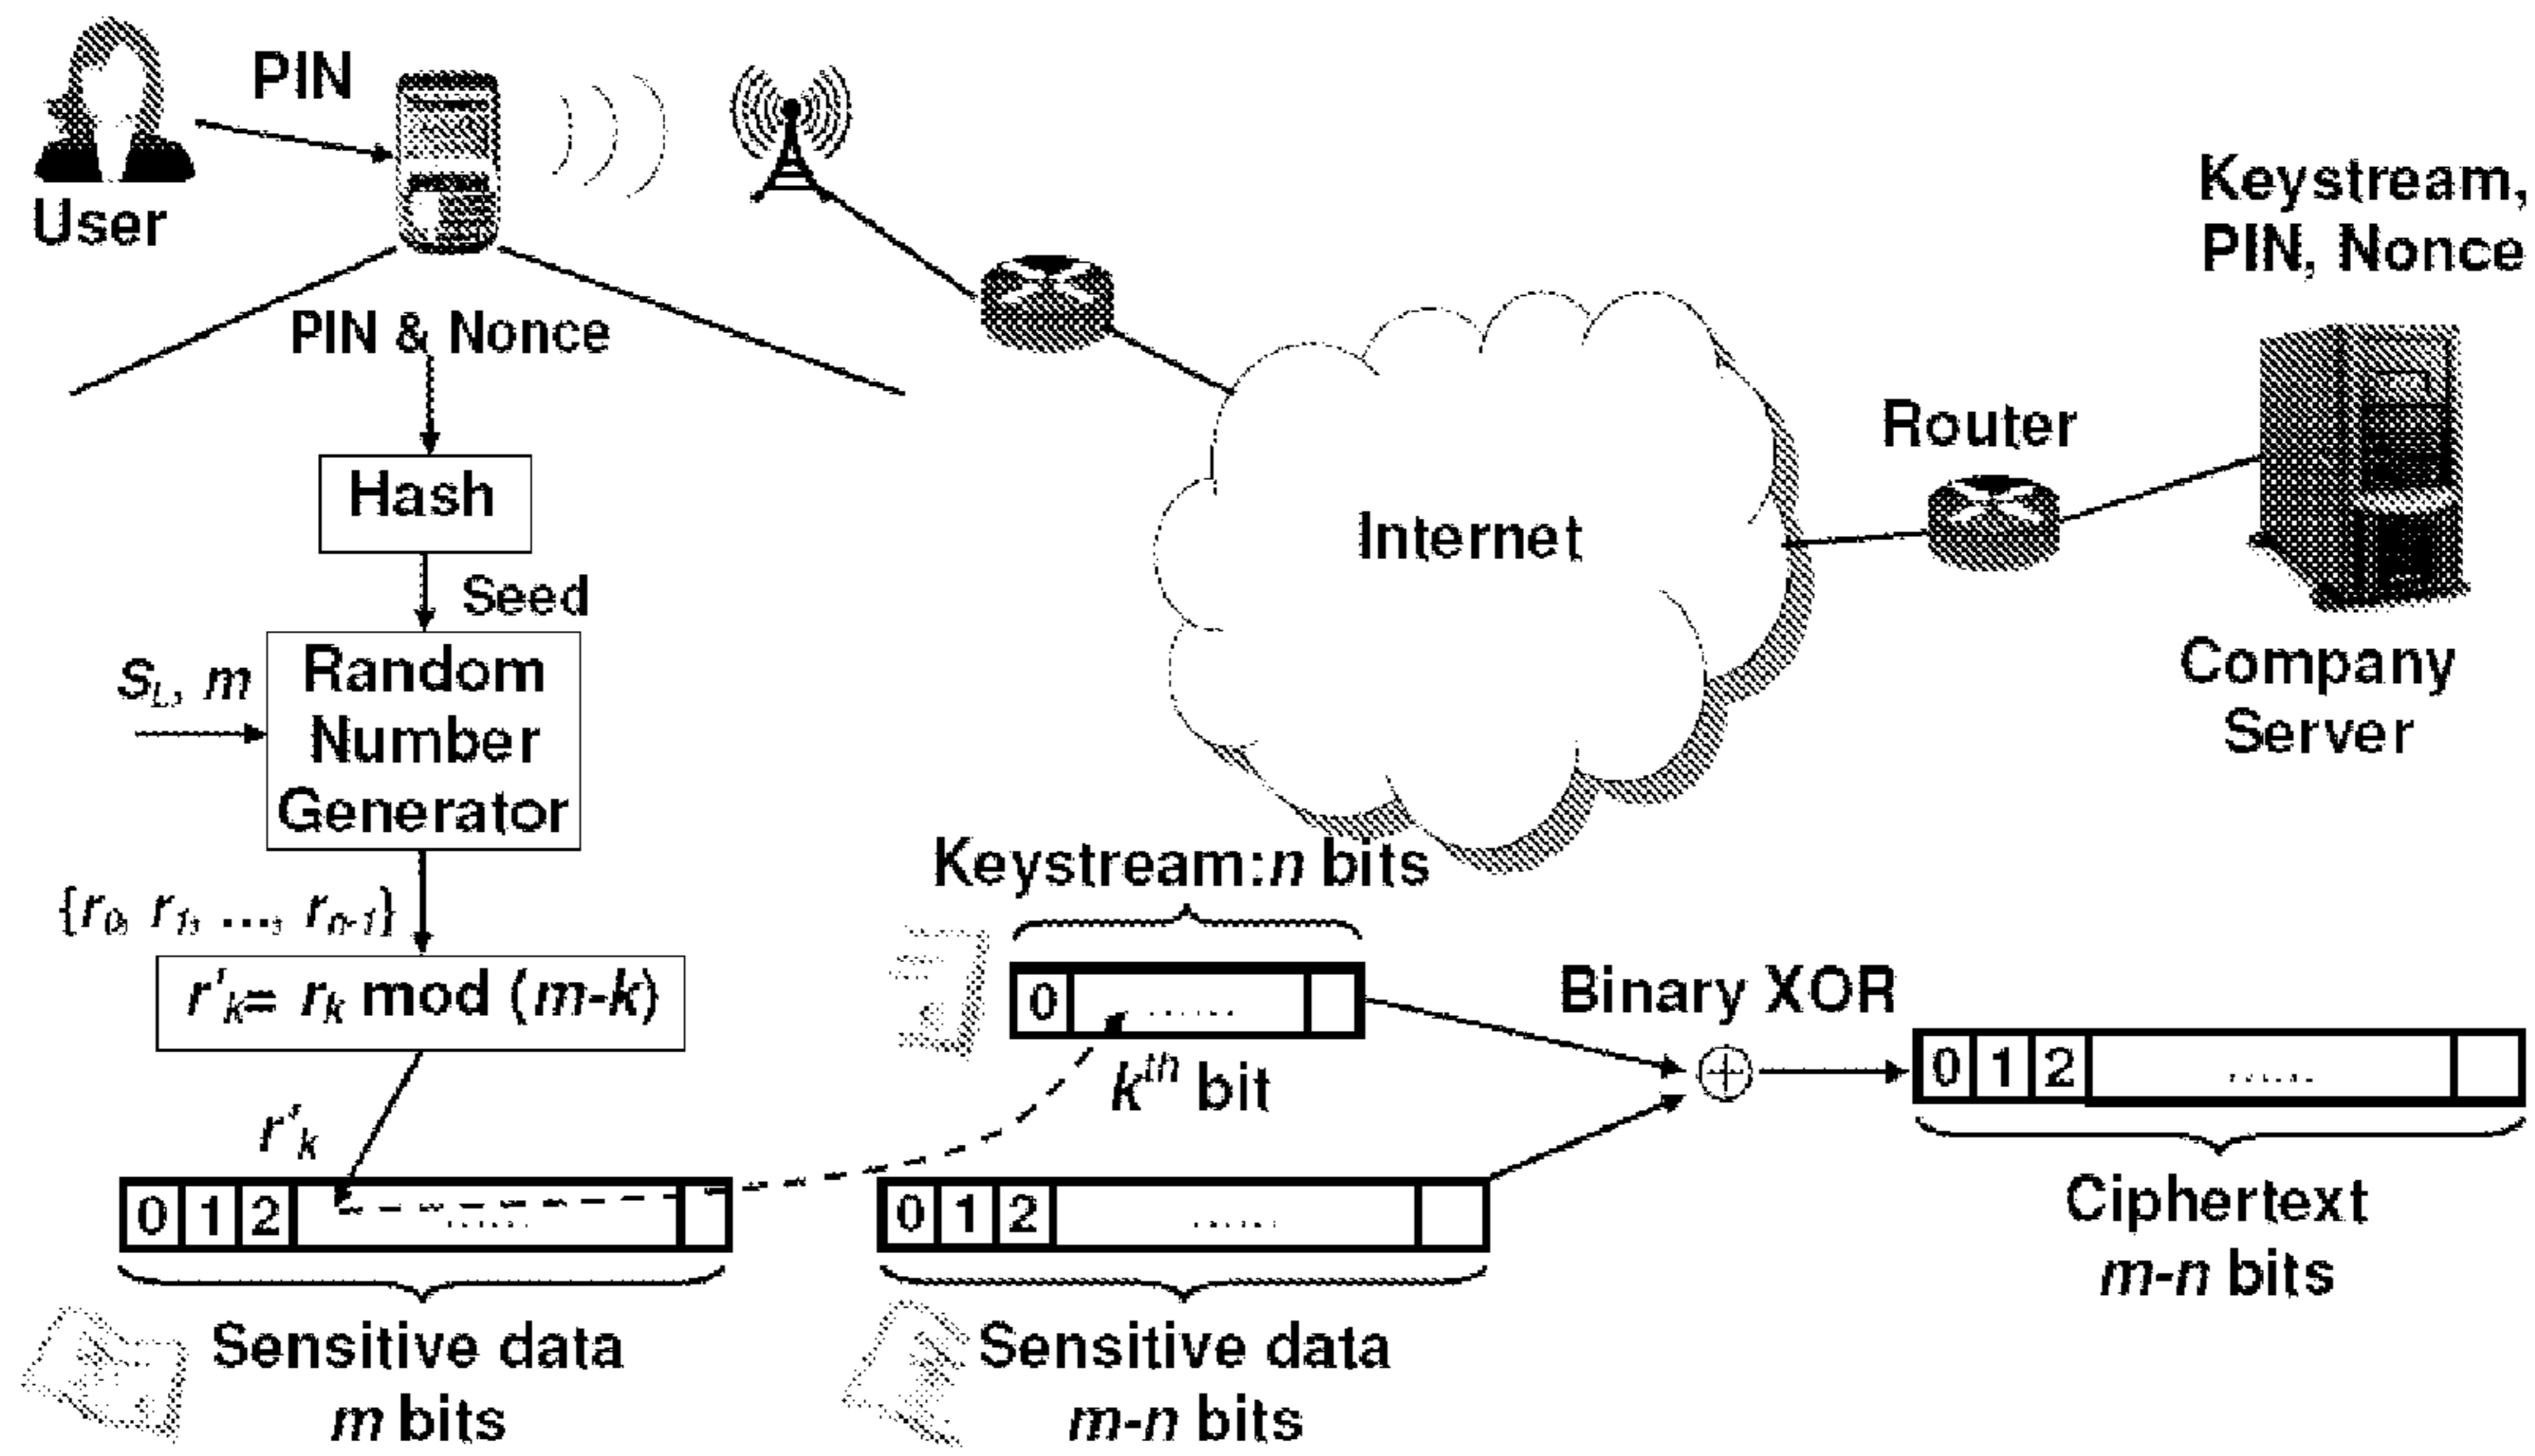 PIN
User
Keystream,
PIN, Nonce
PIN & Nonce
Router
Hash
Internet
Seed
S_L, m
Random
Number
Generator
Company
Server
Keystream:n bits
{r_0, r_1, ..., r_{n-1}}
r'_k= r_k mod (m-k)
0 ......
Binary XOR
k^th bit
0 1 2 ......
r'_k
0 1 2 ......
0 1 2 ......
Ciphertext
m-n bits
Sensitive data
m bits
Sensitive data
m-n bits